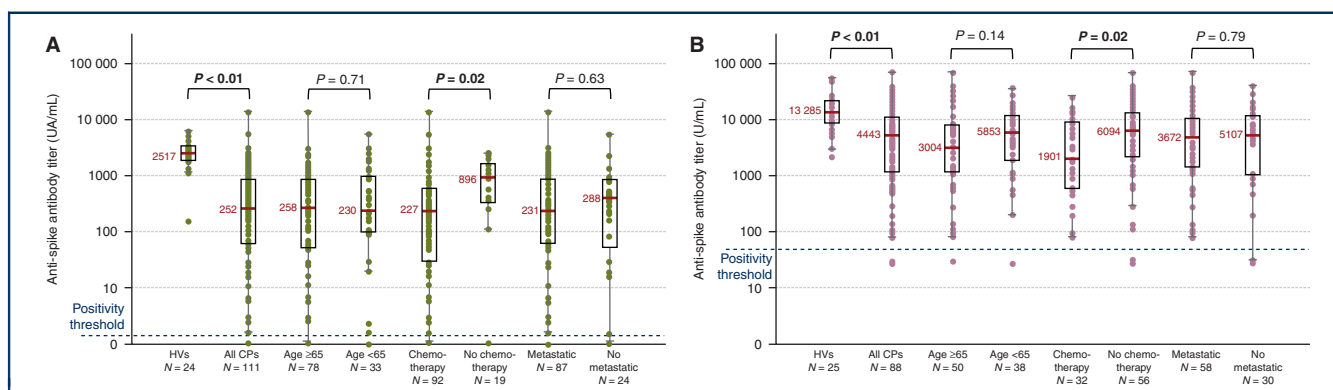 A
P < 0.01
P = 0.71
P = 0.02
P = 0.63
Anti-spike antibody titer (UA/mL)
100 000
10 000
1000
100
10
0
Positivity
threshold
2517
252
258
230
227
896
231
288
HVs
N = 24
All CPs
N = 111
Age ≥65
N = 78
Age <65
N = 33
Chemo-
therapy
N = 92
No chemo-
therapy
N = 19
Metastatic
N = 87
No
metastatic
N = 24
B
P < 0.01
P = 0.14
P = 0.02
P = 0.79
Anti-spike antibody titer (U/mL)
100 000
10 000
1000
100
10
0
Positivity
threshold
13 285
4443
3004
5853
1901
6094
3672
5107
HVs
N = 25
All CPs
N = 88
Age ≥65
N = 50
Age <65
N = 38
Chemo-
therapy
N = 32
No chemo-
therapy
N = 56
Metastatic
N = 58
No
metastatic
N = 30